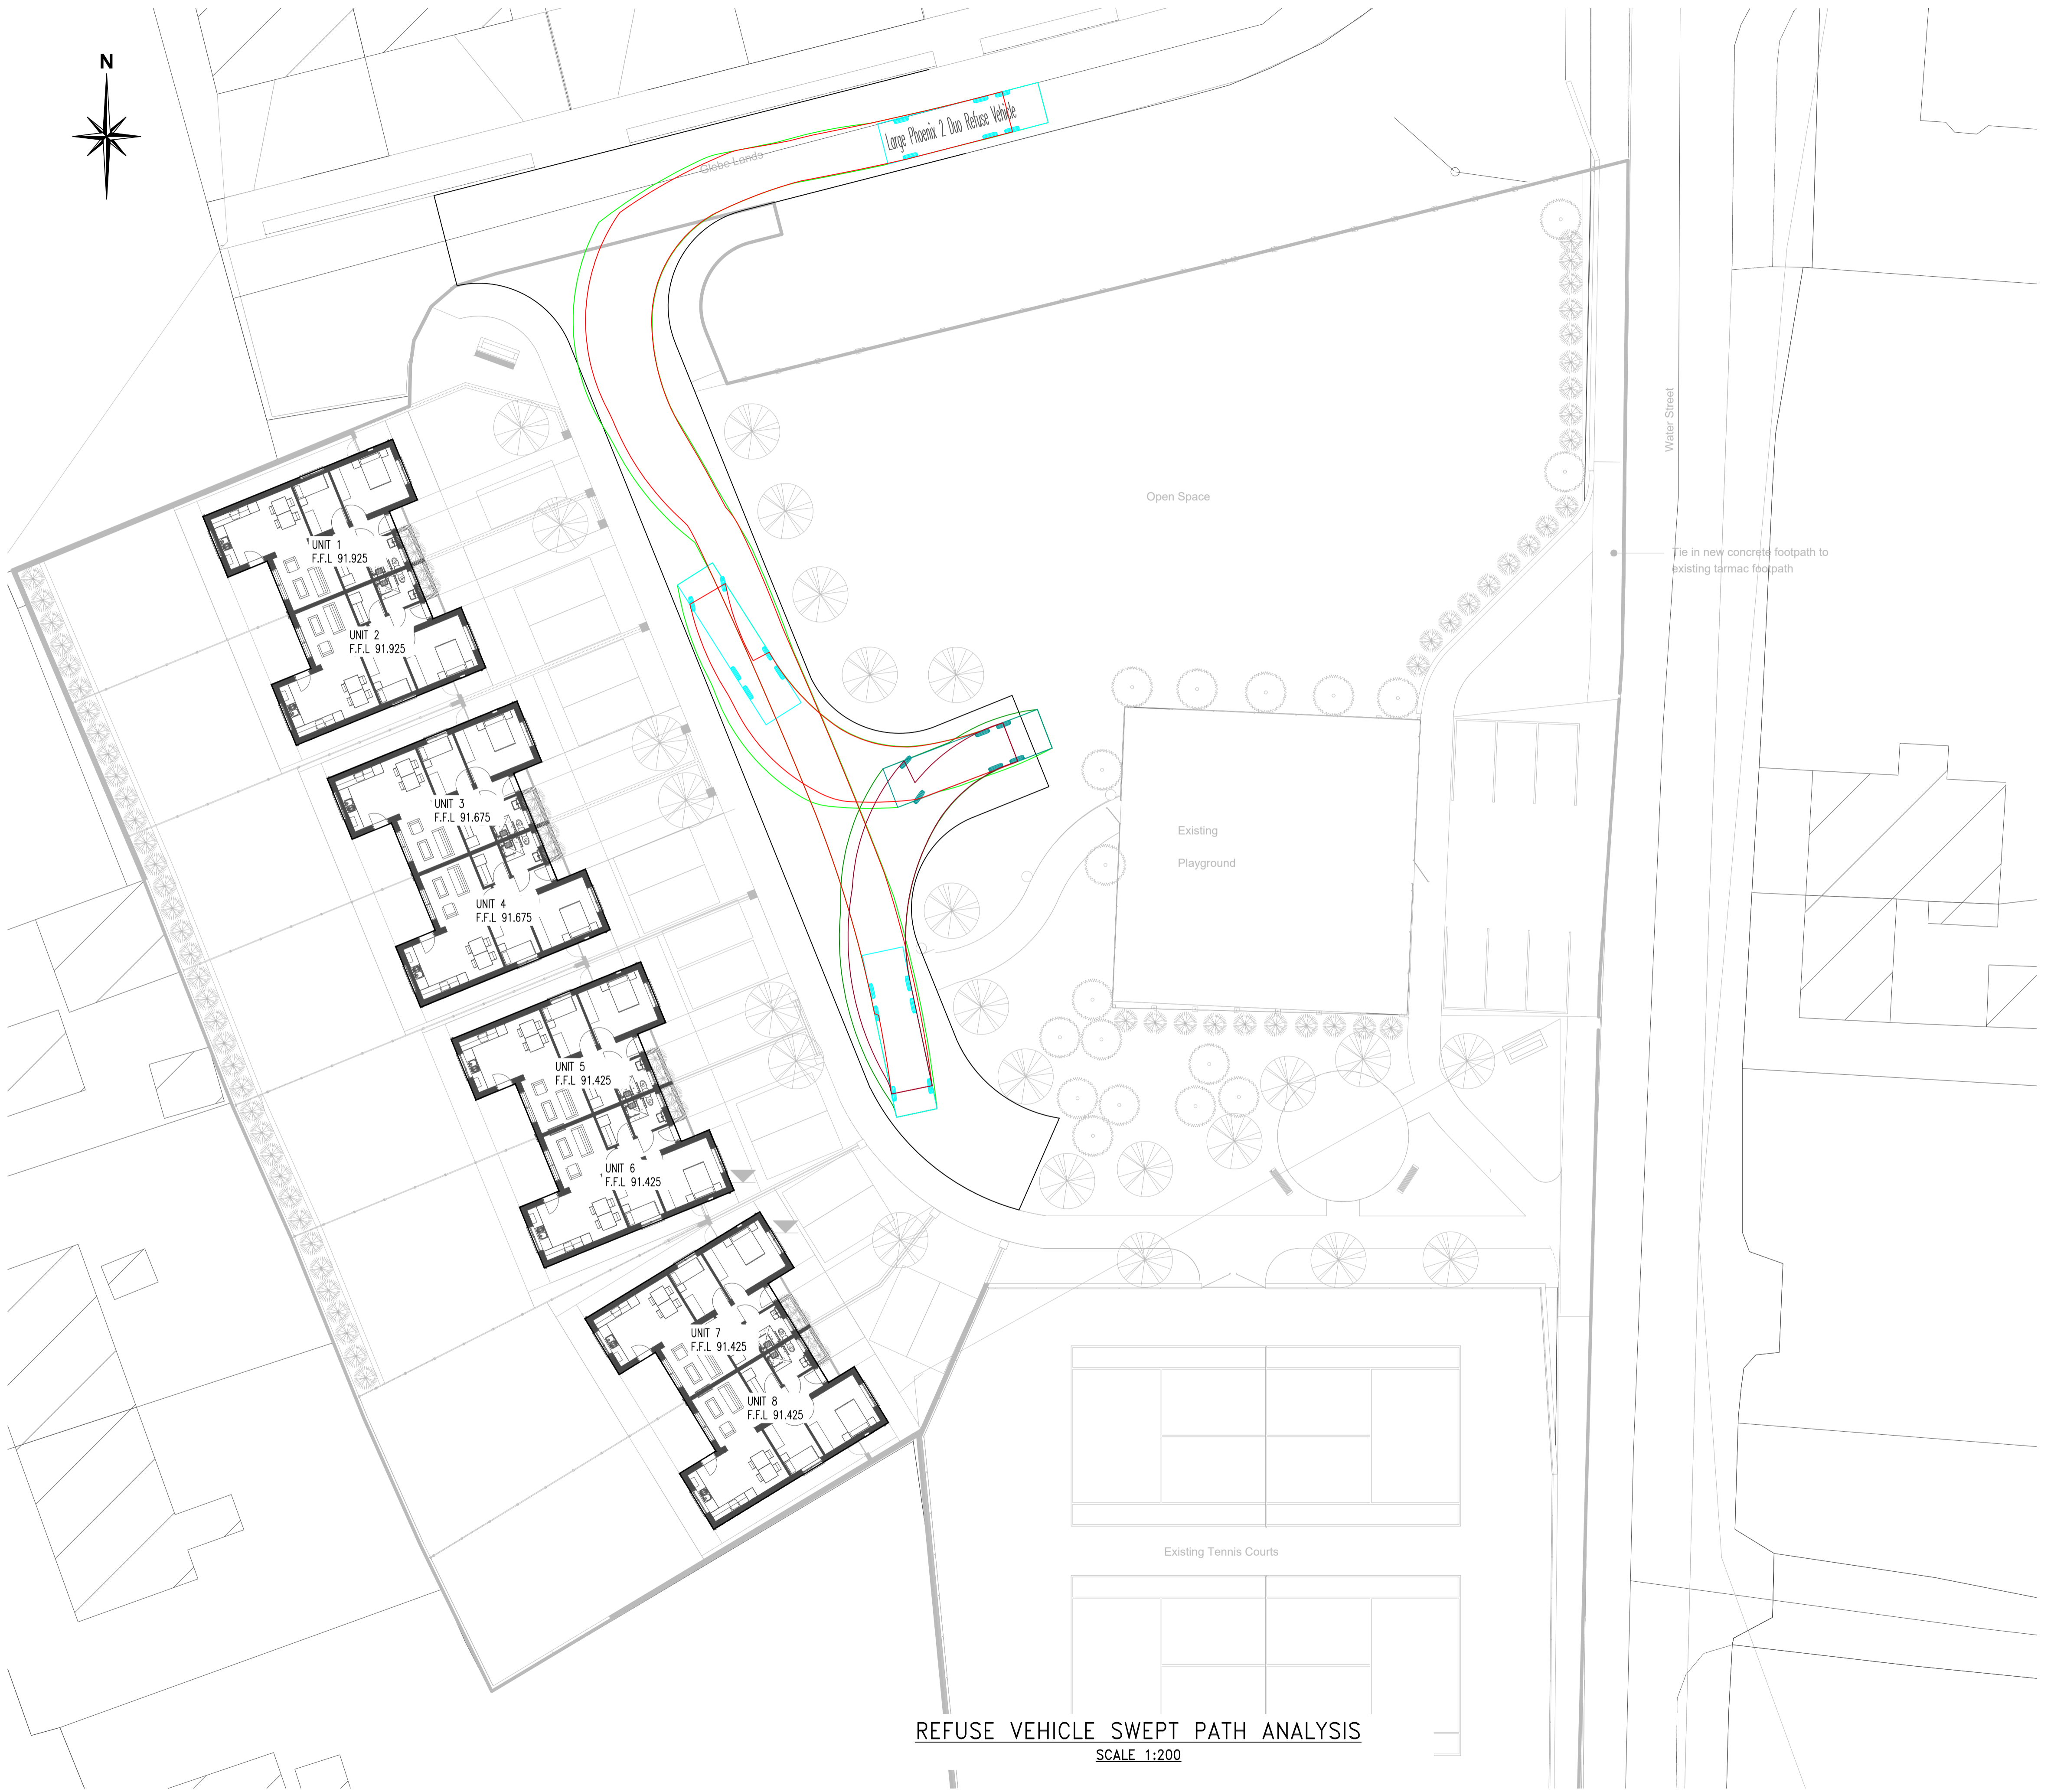 N
Large Phoenix 2 Duo Refuse Vehicle
Glebe Lands
Water Street
Open Space
Tie in new concrete footpath to
existing tarmac footpath
UNIT 1
F.F.L 91.925
UNIT 2
F.F.L 91.925
UNIT 3
F.F.L 91.675
UNIT 4
F.F.L 91.675
Existing
Playground
UNIT 5
F.F.L 91.425
UNIT 6
F.F.L 91.425
UNIT 7
F.F.L 91.425
UNIT 8
F.F.L 91.425
Existing Tennis Courts
REFUSE VEHICLE SWEPT PATH ANALYSIS
SCALE 1:200